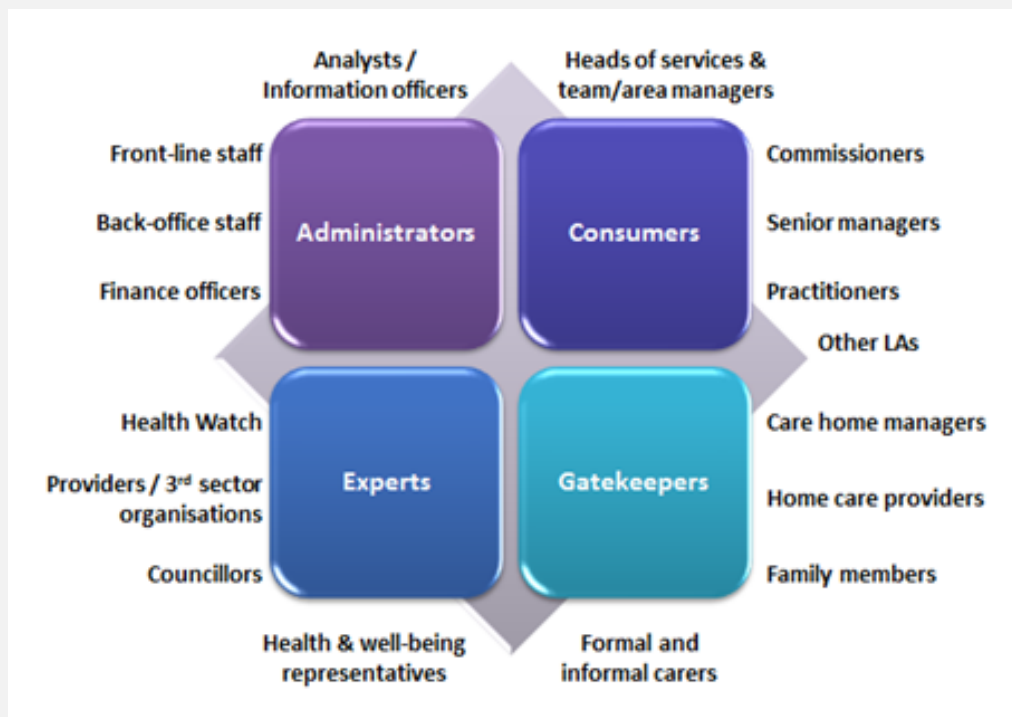 Analysts /
Information officers
Heads of services &
team/area managers
Front-line staff
Back-office staff
Finance officers
Administrators
Consumers
Commissioners
Senior managers
Practitioners
Other LAs
Health Watch
Providers / 3rd sector
organisations
Councillors
Experts
Gatekeepers
Care home managers
Home care providers
Family members
Health & well-being
representatives
Formal and
informal carers